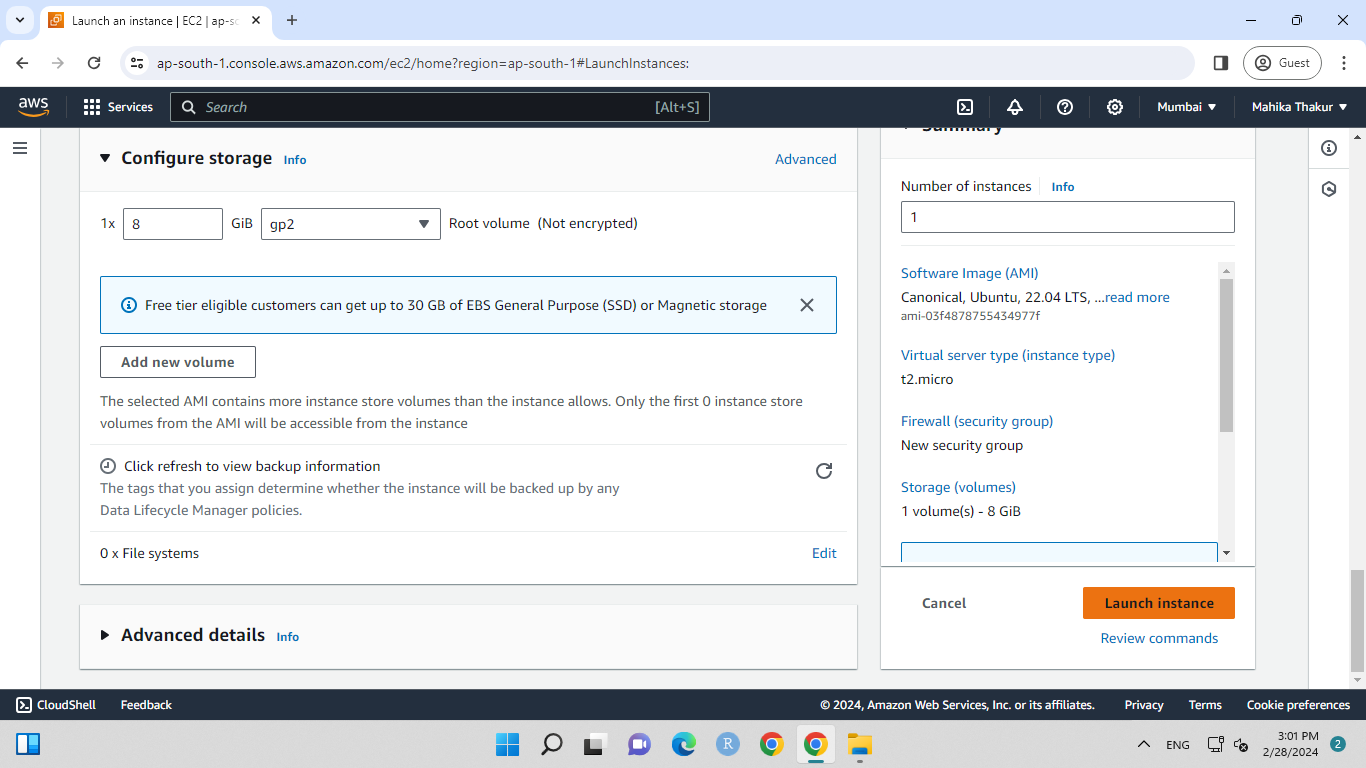 Launch an instance | EC2 | ap-so
ap-south-1.console.aws.amazon.com/ec2/home?region=ap-south-1#LaunchInstances:
Guest
aws
Services
Search
[Alt+S]
Mumbai
Mahika Thakur
Configure storage
Info
Advanced
1x
8
GiB
gp2
Root volume (Not encrypted)
Free tier eligible customers can get up to 30 GB of EBS General Purpose (SSD) or Magnetic storage
Add new volume
The selected AMI contains more instance store volumes than the instance allows. Only the first 0 instance store
volumes from the AMI will be accessible from the instance
Click refresh to view backup information
The tags that you assign determine whether the instance will be backed up by any
Data Lifecycle Manager policies.
0 x File systems
Edit
Advanced details
Info
Summary
Number of instances
Info
1
Software Image (AMI)
Canonical, Ubuntu, 22.04 LTS, ...read more
ami-03f4878755434977f
Virtual server type (instance type)
t2.micro
Firewall (security group)
New security group
Storage (volumes)
1 volume(s) - 8 GiB
Cancel
Launch instance
Review commands
CloudShell
Feedback
© 2024, Amazon Web Services, Inc. or its affiliates.
Privacy
Terms
Cookie preferences
R
ENG
3:01 PM
2/28/2024
2